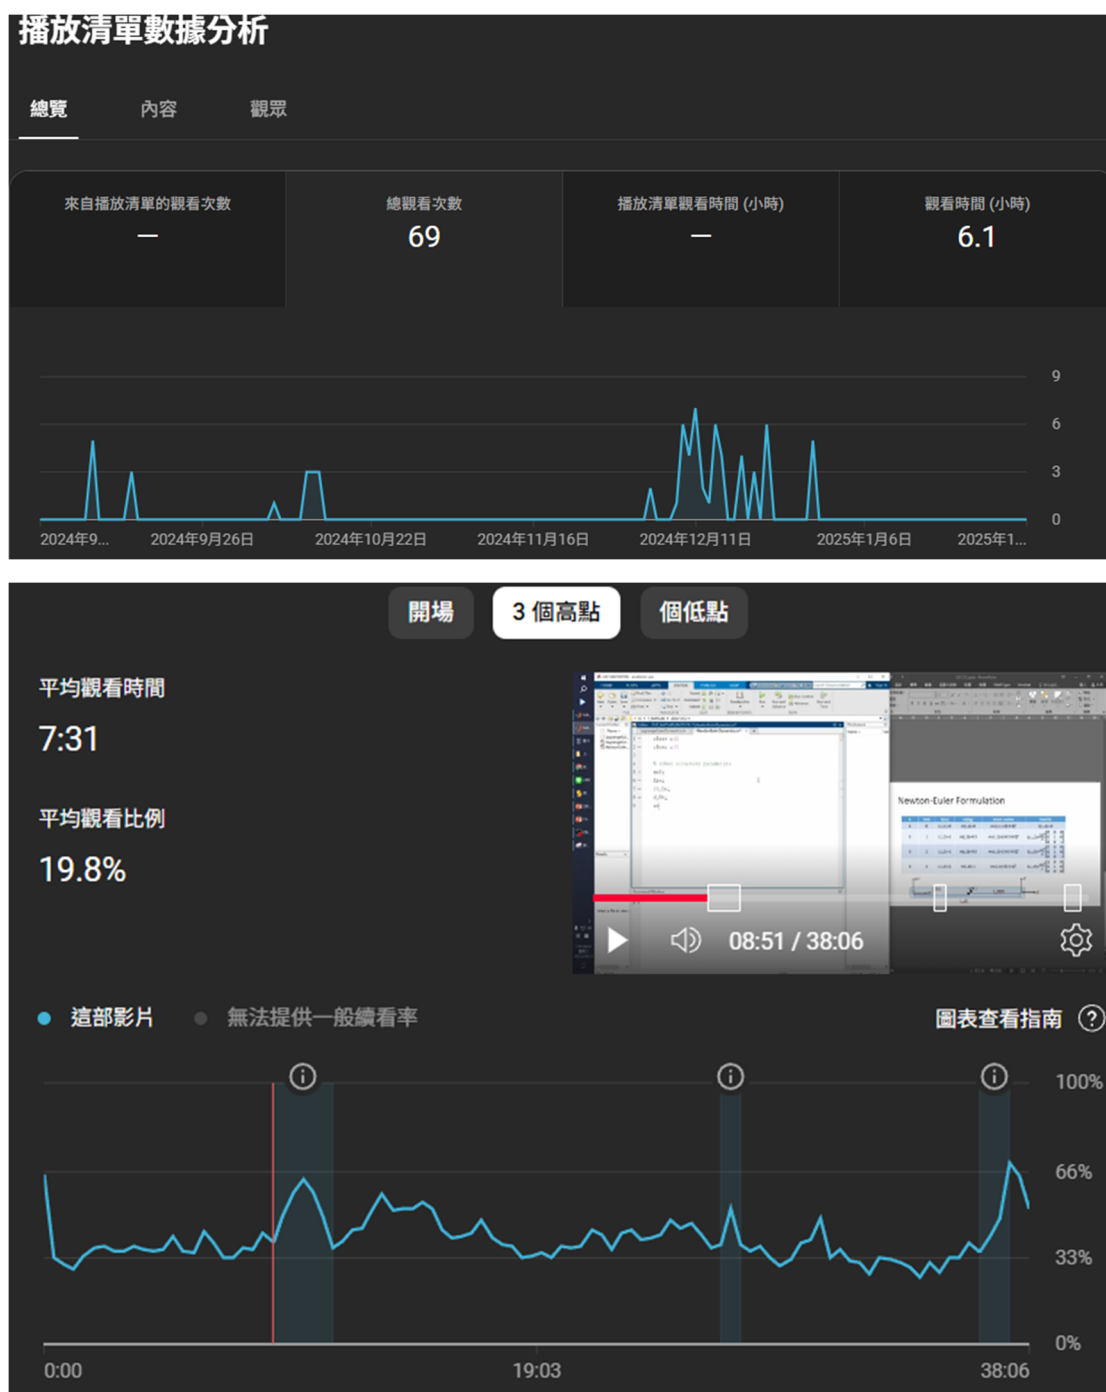 播放清單數據分析
總覽 內容 觀眾
來自播放清單的觀看次數 總觀看次數 播放清單觀看時間 (小時) 觀看時間 (小時)
— 69 — 6.1
9
6
3
0
2024年9... 2024年9月26日 2024年10月22日 2024年11月16日 2024年12月11日 2025年1月6日 2025年1...
開場 3 個高點 個低點
平均觀看時間
7:31
平均觀看比例
19.8%
Newton-Euler Formulation
08:51 / 38:06
這部影片 無法提供一般續看率 圖表查看指南
100%
66%
33%
0%
0:00 19:03 38:06